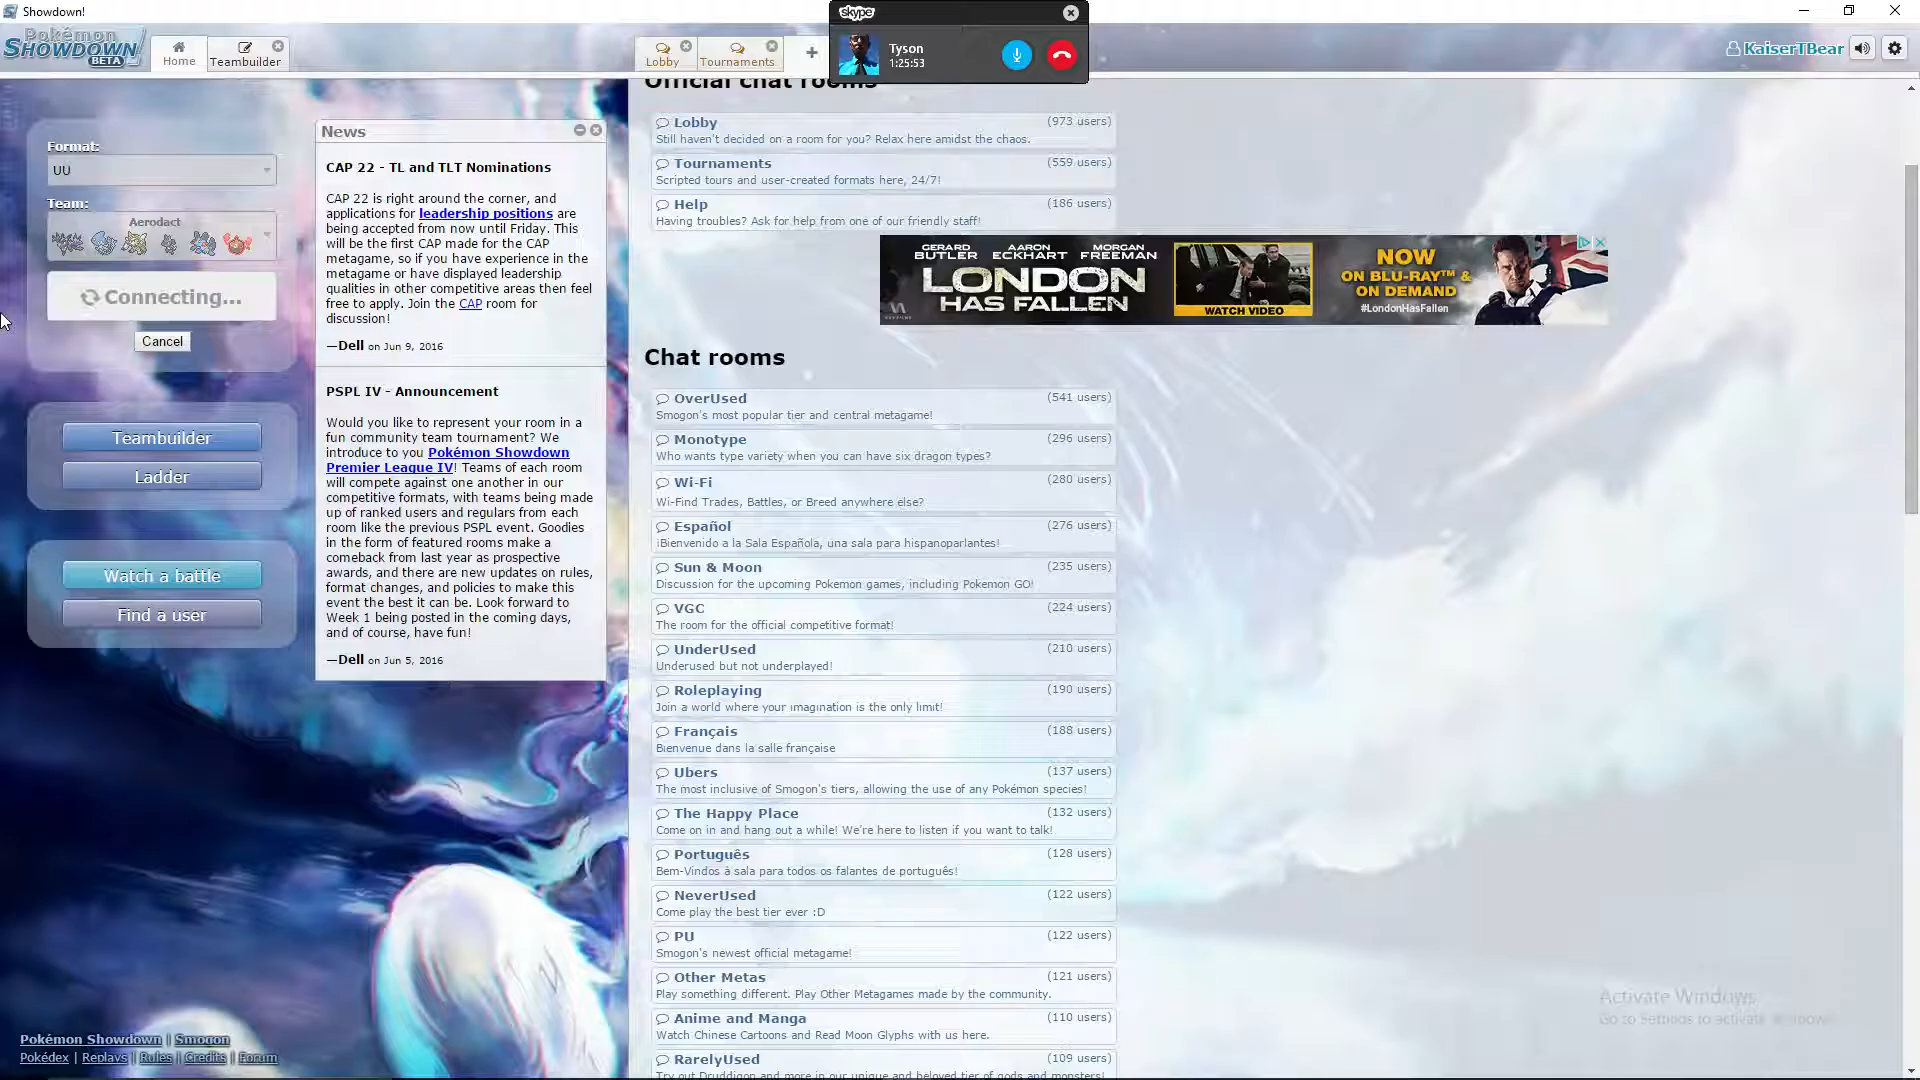 Showdown!
Pokémon
SHOWDOWN
BETA
Home
Teambuilder
Lobby
Tournaments
+
skype
Tyson
1:25:53
KaiserTBear
Format:
UU
Team:
Aerodact
Connecting...
Cancel
Teambuilder
Ladder
Watch a battle
Find a user
Pokémon Showdown | Smogon
Pokédex | Replays | Rules | Credits | Forum
News
CAP 22 - TL and TLT Nominations
CAP 22 is right around the corner, and
applications for leadership positions are
being accepted from now until Friday. This
will be the first CAP made for the CAP
metagame, so if you have experience in the
metagame or have displayed leadership
qualities in other competitive areas then feel
free to apply. Join the CAP room for
discussion!
—Dell on Jun 9, 2016
PSPL IV - Announcement
Would you like to represent your room in a
fun community team tournament? We
introduce to you Pokémon Showdown
Premier League IV! Teams of each room
will compete against one another in our
competitive formats, with teams being made
up of ranked users and regulars from each
room like the previous PSPL event. Goodies
in the form of featured rooms make a
comeback from last year as prospective
awards, and there are new updates on rules,
format changes, and policies to make this
event the best it can be. Look forward to
Week 1 being posted in the coming days,
and of course, have fun!
—Dell on Jun 5, 2016
Official chat rooms
Lobby (973 users)
Still haven't decided on a room for you? Relax here amidst the chaos.
Tournaments (559 users)
Scripted tours and user-created formats here, 24/7!
Help (186 users)
Having troubles? Ask for help from one of our friendly staff!
GERARD BUTLER AARON ECKHART MORGAN FREEMAN
LONDON
HAS FALLEN
WATCH VIDEO
NOW
ON BLU-RAY™ &
ON DEMAND
#LondonHasFallen
Chat rooms
OverUsed (541 users)
Smogon's most popular tier and central metagame!
Monotype (296 users)
Who wants type variety when you can have six dragon types?
Wi-Fi (280 users)
Wi-Find Trades, Battles, or Breed anywhere else?
Español (276 users)
¡Bienvenido a la Sala Española, una sala para hispanoparlantes!
Sun & Moon (235 users)
Discussion for the upcoming Pokemon games, including Pokemon GO!
VGC (224 users)
The room for the official competitive format!
UnderUsed (210 users)
Underused but not underplayed!
Roleplaying (190 users)
Join a world where your imagination is the only limit!
Français (188 users)
Bienvenue dans la salle française
Ubers (137 users)
The most inclusive of Smogon's tiers, allowing the use of any Pokémon species!
The Happy Place (132 users)
Come on in and hang out a while! We're here to listen if you want to talk!
Português (128 users)
Bem-Vindos à sala para todos os falantes de português!
NeverUsed (122 users)
Come play the best tier ever :D
PU (122 users)
Smogon's newest official metagame!
Other Metas (121 users)
Play something different. Play Other Metagames made by the community.
Anime and Manga (110 users)
Watch Chinese Cartoons and Read Moon Glyphs with us here.
RarelyUsed (109 users)
Try out Druddigon and more in our unique and beloved tier of gods and monsters!
Activate Windows
Go to Settings to activate Windows.